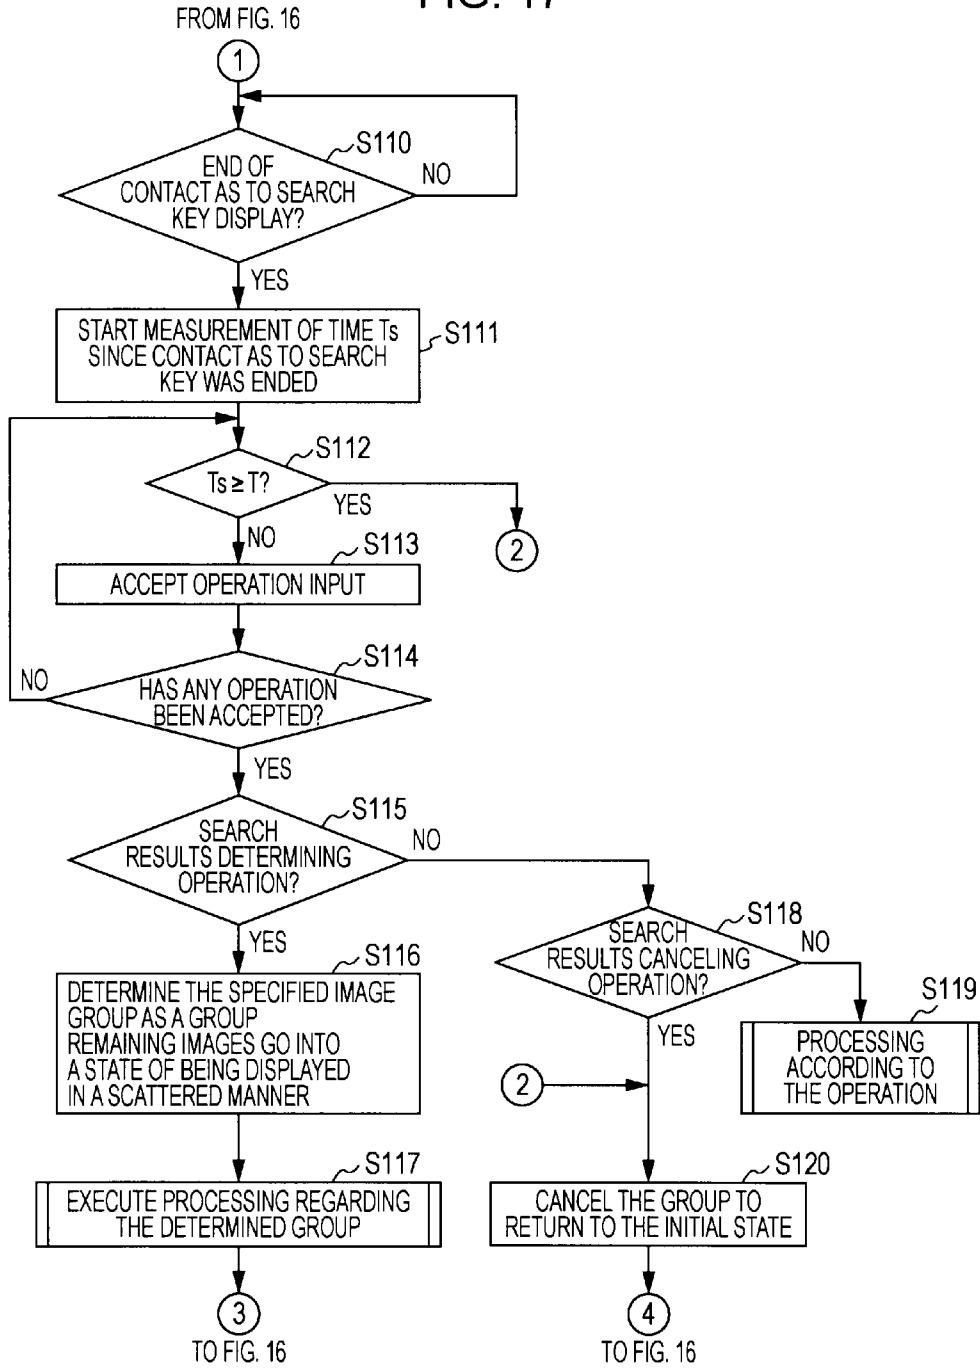 FIG. 17
FROM FIG. 16
1
S110
END OF
CONTACT AS TO SEARCH
KEY DISPLAY?
NO
YES
START MEASUREMENT OF TIME Ts
SINCE CONTACT AS TO SEARCH
KEY WAS ENDED
S111
S112
Ts ≥ T?
YES
NO
2
S113
ACCEPT OPERATION INPUT
S114
NO
HAS ANY OPERATION
BEEN ACCEPTED?
YES
S115
SEARCH
RESULTS DETERMINING
OPERATION?
NO
YES
S116
DETERMINE THE SPECIFIED IMAGE
GROUP AS A GROUP
REMAINING IMAGES GO INTO
A STATE OF BEING DISPLAYED
IN A SCATTERED MANNER
S118
SEARCH
RESULTS CANCELING
OPERATION?
NO
YES
S119
PROCESSING
ACCORDING TO
THE OPERATION
2
S117
EXECUTE PROCESSING REGARDING
THE DETERMINED GROUP
S120
CANCEL THE GROUP TO
RETURN TO THE INITIAL STATE
3
TO FIG. 16
4
TO FIG. 16